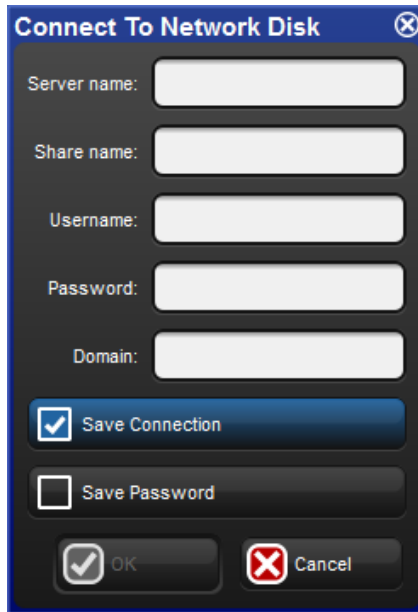 Connect To Network Disk
Server name:
Share name:
Username:
Password:
Domain:
Save Connection
Save Password
OK
Cancel